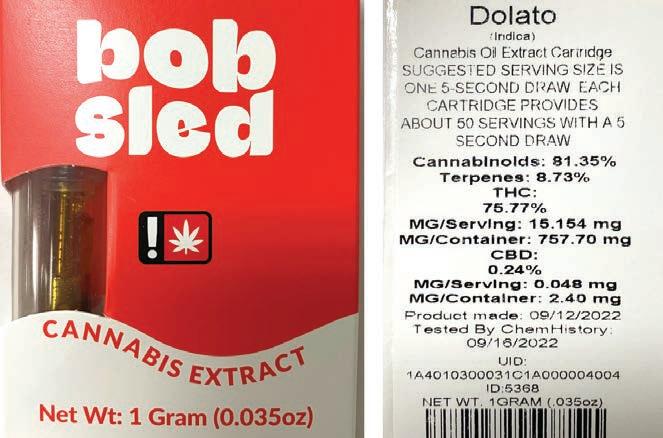 bob
sled
!
CANNABIS EXTRACT
Net Wt: 1 Gram (0.035oz)
Dolato
(Indica)
Cannabis Oil Extract Cartridge
SUGGESTED SERVING SIZE IS
ONE 5-SECOND DRAW. EACH
CARTRIDGE PROVIDES
ABOUT 50 SERVINGS WITH A 5
SECOND DRAW
Cannabinoids: 81.35%
Terpenes: 8.73%
THC:
75.77%
MG/Serving: 15.154 mg
MG/Container: 757.70 mg
CBD:
0.24%
MG/Serving: 0.048 mg
MG/Container: 2.40 mg
Product made: 09/12/2022
Tested By ChemHistory:
09/16/2022
UID:
1A4010300031C1A000004004
ID:5368
NET WT. 1GRAM (.035oz)